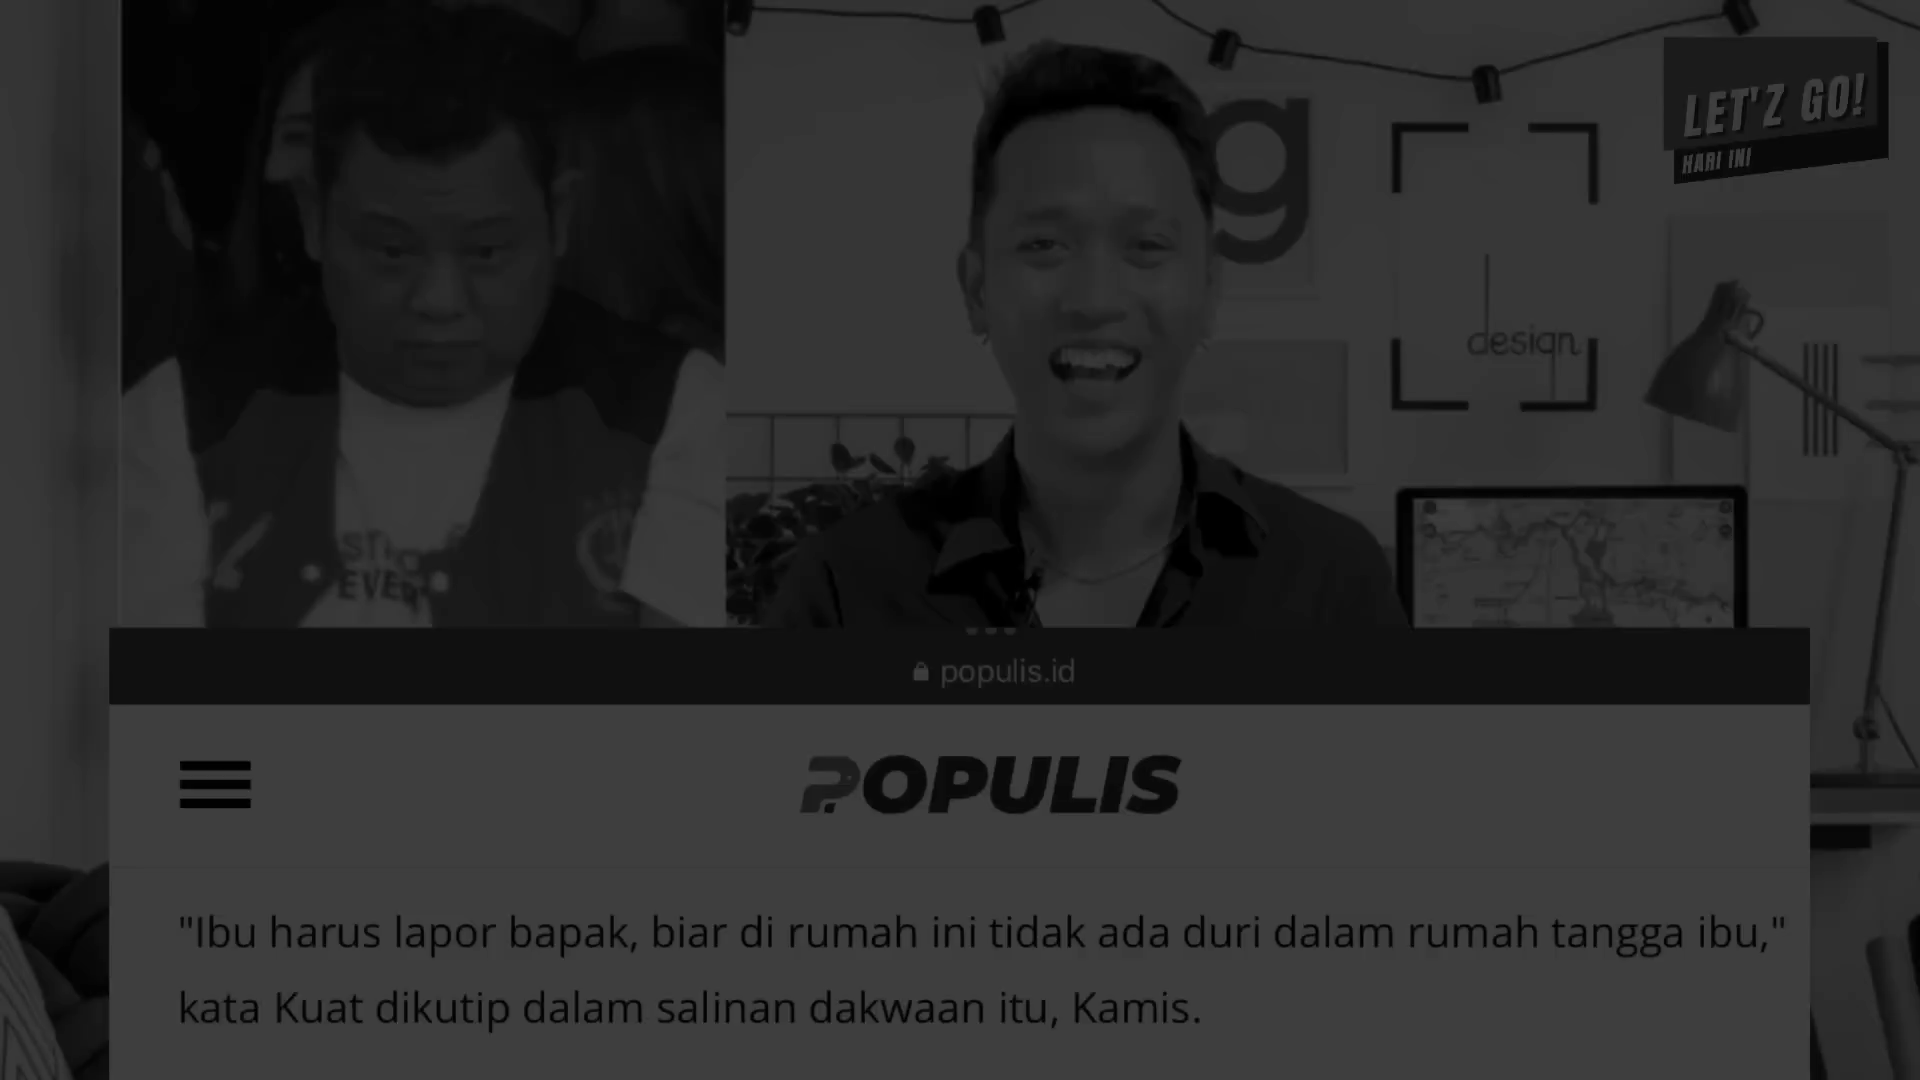 LET'Z GO!
HARI INI
g
design
populis.id
POPULIS
"Ibu harus lapor bapak, biar di rumah ini tidak ada duri dalam rumah tangga ibu,"
kata Kuat dikutip dalam salinan dakwaan itu, Kamis.